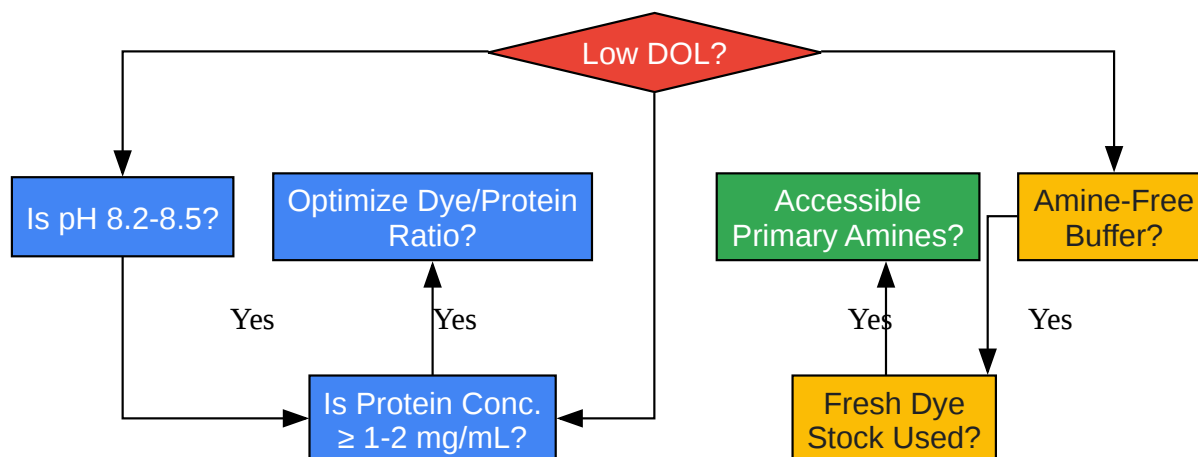 Low DOL?
Is pH 8.2-8.5?
Optimize Dye/Protein
Ratio?
Accessible
Primary Amines?
Amine-Free
Buffer?
Yes
Yes
Yes
Yes
Is Protein Conc.
≥ 1-2 mg/mL?
Fresh Dye
Stock Used?